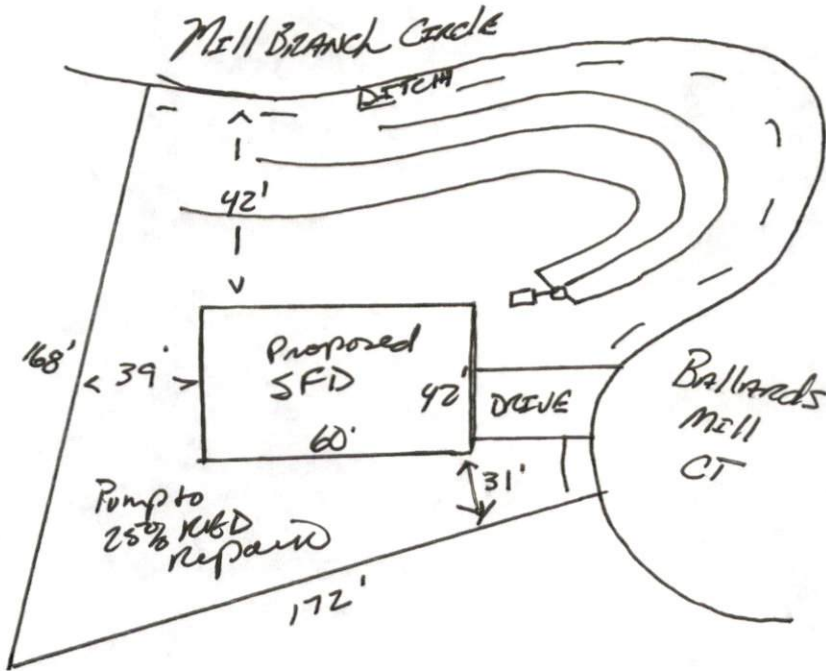 Mill Branch Circle
DITCH
42'
168'
39'
Proposed
SFD
42'
60'
DRIVE
Ballards
Mill
CT
31'
Pump to
25% RED
Repair
172'